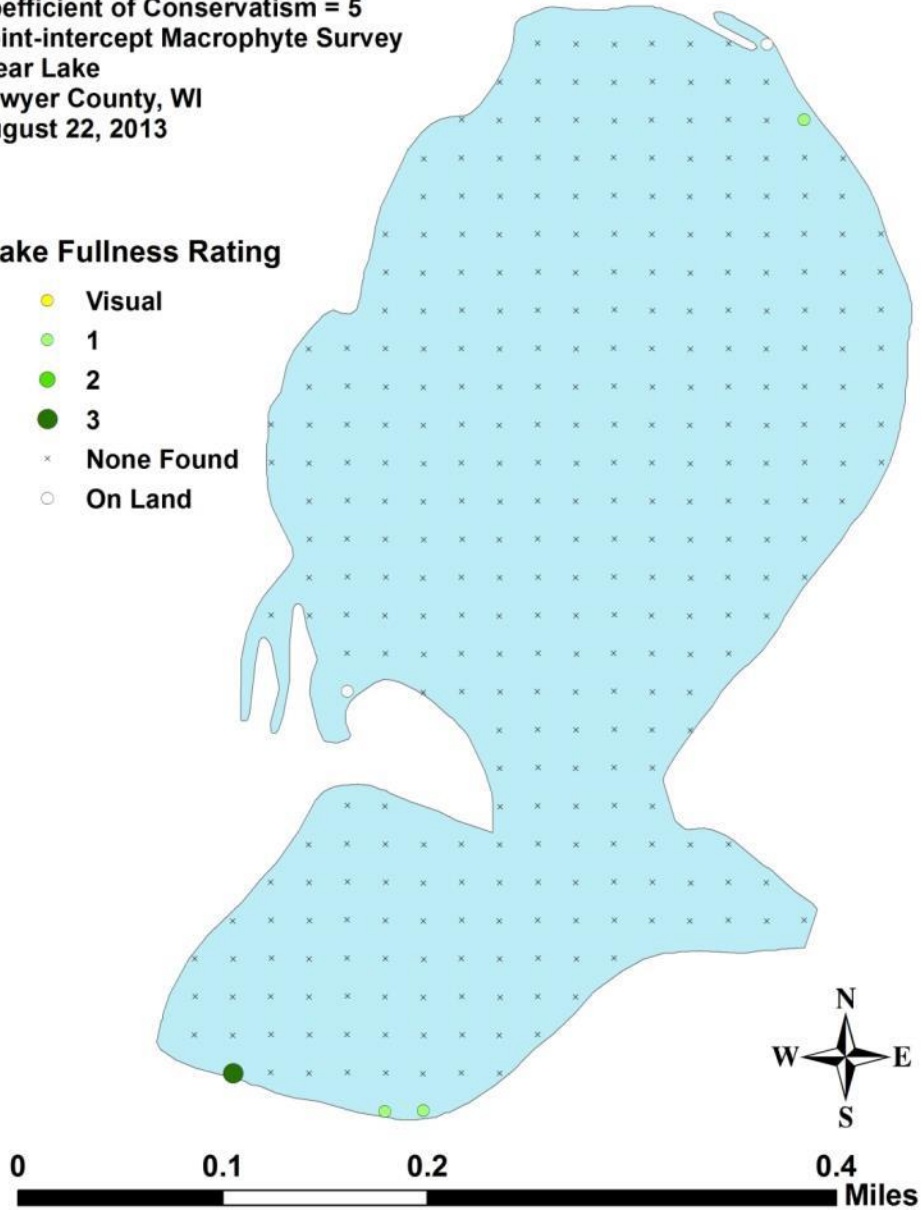 oefficient of Conservatism = 5
oint-intercept Macrophyte Survey
ear Lake
wyer County, WI
ugust 22, 2013
ake Fullness Rating
Visual
1
2
3
None Found
On Land
N
W E
S
0 0.1 0.2 0.4
Miles